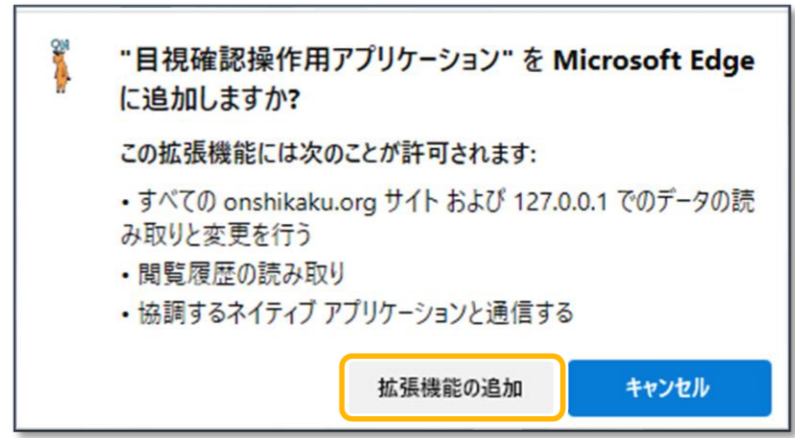 "目視確認操作用アプリケーション" を Microsoft Edge
に追加しますか?
この拡張機能には次のことが許可されます:
• すべての onshikaku.org サイト および 127.0.0.1 でのデータの読
み取りと変更を行う
• 閲覧履歴の読み取り
• 協調するネイティブ アプリケーションと通信する
拡張機能の追加
キャンセル